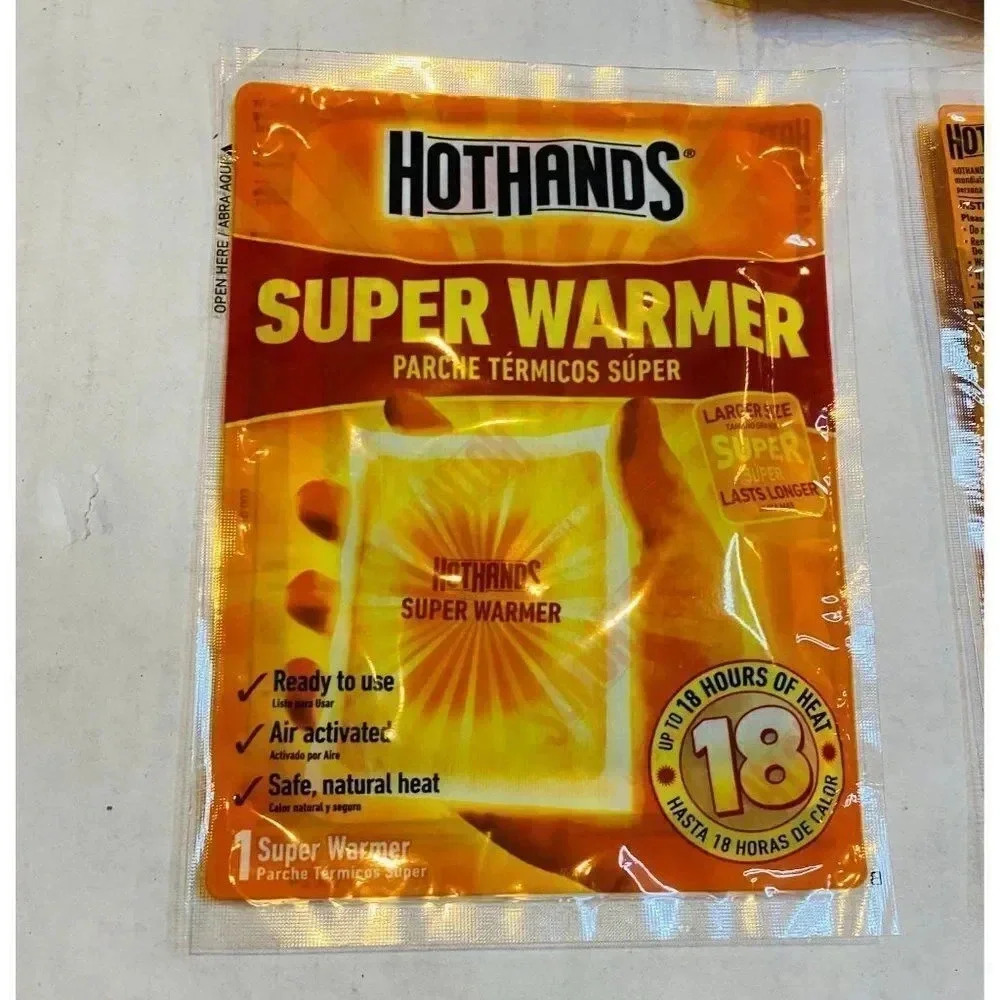 HOTHANDS®
OPEN HERE / ABRA AQUÍ
SUPER WARMER
PARCHE TÉRMICOS SÚPER
LARGER SIZE
SUPER
SUPER
LASTS LONGER
HOTHANDS
SUPER WARMER
Ready to use
Listo para Usar
Air activated
Activado por Aire
Safe, natural heat
Calor natural y seguro
UP TO 18 HOURS OF HEAT
18
HASTA 18 HORAS DE CALOR
1 Super Warmer
Parche Térmicos Súper
HOT